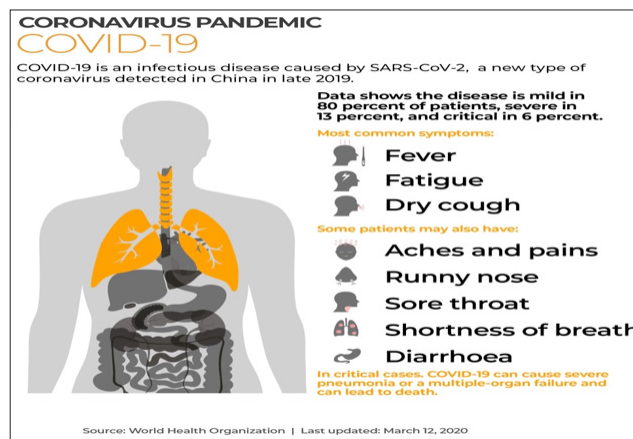 CORONAVIRUS PANDEMIC
COVID-19
COVID-19 is an infectious disease caused by SARS-CoV-2, a new type of
coronavirus detected in China in late 2019.
Data shows the disease is mild in
80 percent of patients, severe in
13 percent, and critical in 6 percent.
Most common symptoms:
Fever
Fatigue
Dry cough
Some patients may also have:
Aches and pains
Runny nose
Sore throat
Shortness of breath
Diarrhoea
In critical cases. COVID-19 can cause severe
pneumonia or a multiple-organ failure and
can lead to death.
Source: World Health Organization | Last updated: March 12, 2020